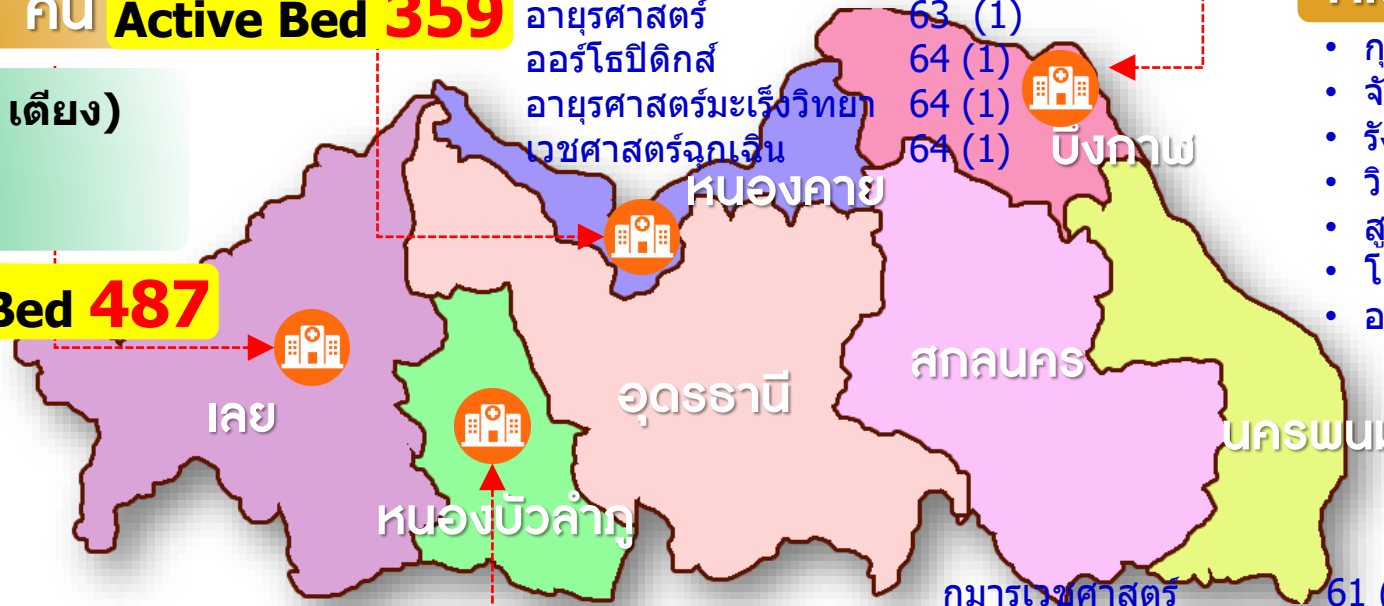 คน Active Bed 359
อายุรศาสตร์ 63 (1)
ออร์โธปิดิกส์ 64 (1)
อายุรศาสตร์มะเร็งวิทยา 64 (1)
เวชศาสตร์ฉุกเฉิน 64 (1)
เตียง)
Bed 487
บึงกาฬ
หนองคาย
สกลนคร
อุดรธานี
เลย
นครพนม
หนองบัวลำภู
กุมารเวชศาสตร์ 61 (